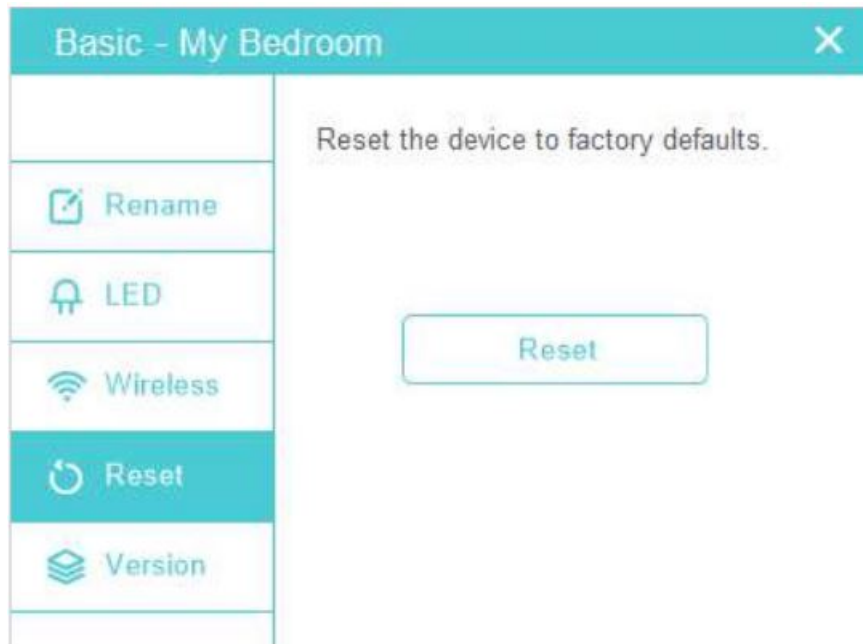 Basic - My Bedroom
Reset the device to factory defaults.
Rename
LED
Wireless
Reset
Version
Reset